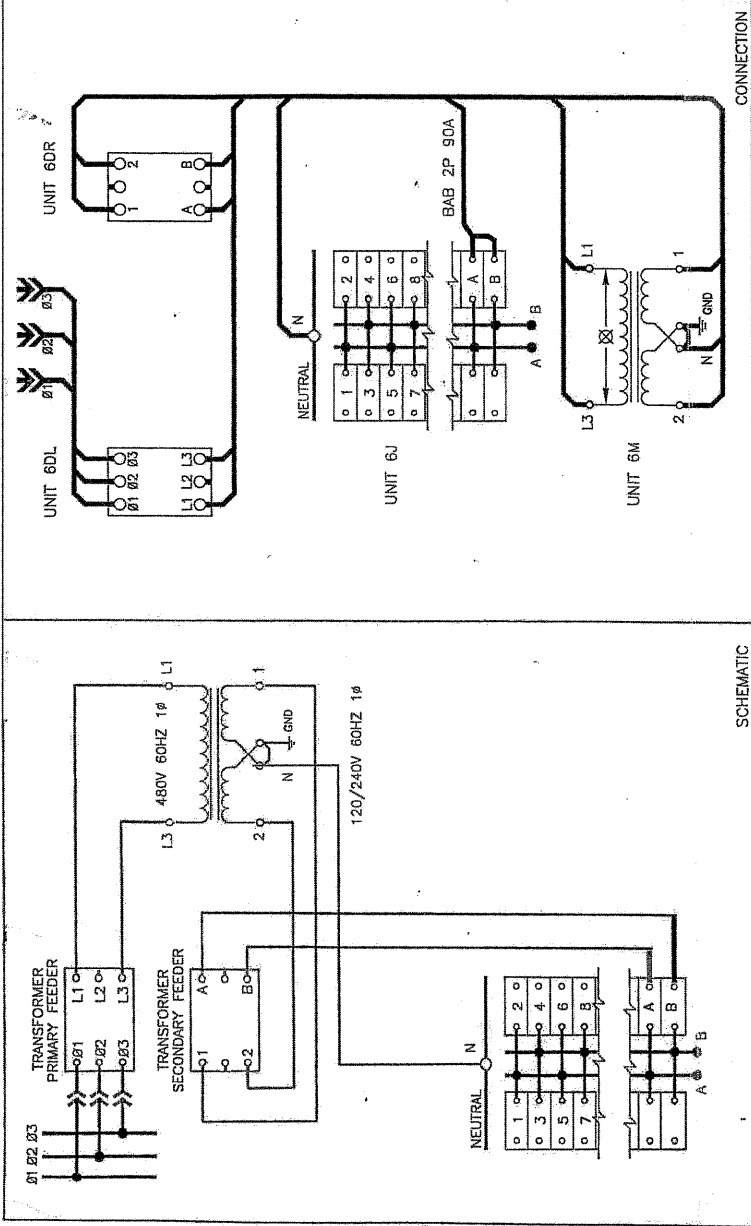 Ø1 Ø2 Ø3
TRANSFORMER
PRIMARY FEEDER
Ø1 L1
Ø2 L2
Ø3 L3
TRANSFORMER
SECONDARY FEEDER
1 A
2 B
L3 480V 60HZ 1ø L1
2 N GND 1
120/240V 60HZ 1ø
NEUTRAL N
1 2
3 4
5 6
7 8
A
B
A B
SCHEMATIC
UNIT 6DL
Ø1 Ø2 Ø3
L1 L2 L3
Ø1 Ø2 Ø3
UNIT 6DR
1 2
A B
NEUTRAL N
1 2
3 4
5 6
7 8
A
B
A B
UNIT 6J
BAB 2P 90A
L3 L1
2 N GND 1
UNIT 6M
CONNECTION